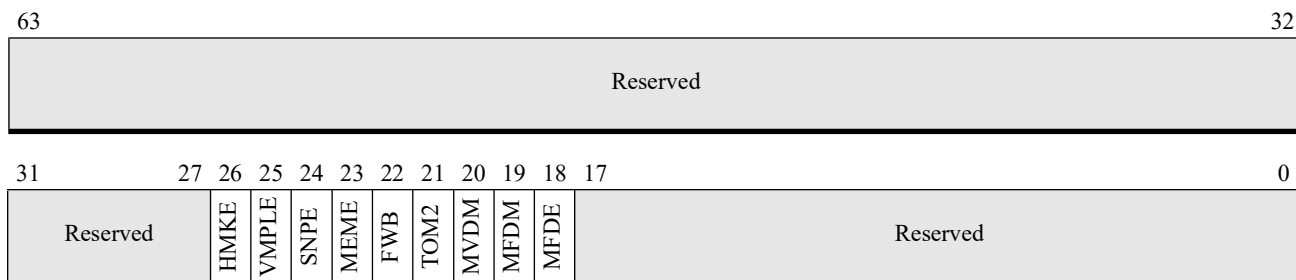 63 32
Reserved
31 27 26 25 24 23 22 21 20 19 18 17 0
Reserved HMKE VMPLE SNPE MEME FWB TOM2 MVDM MFDM MFDE Reserved